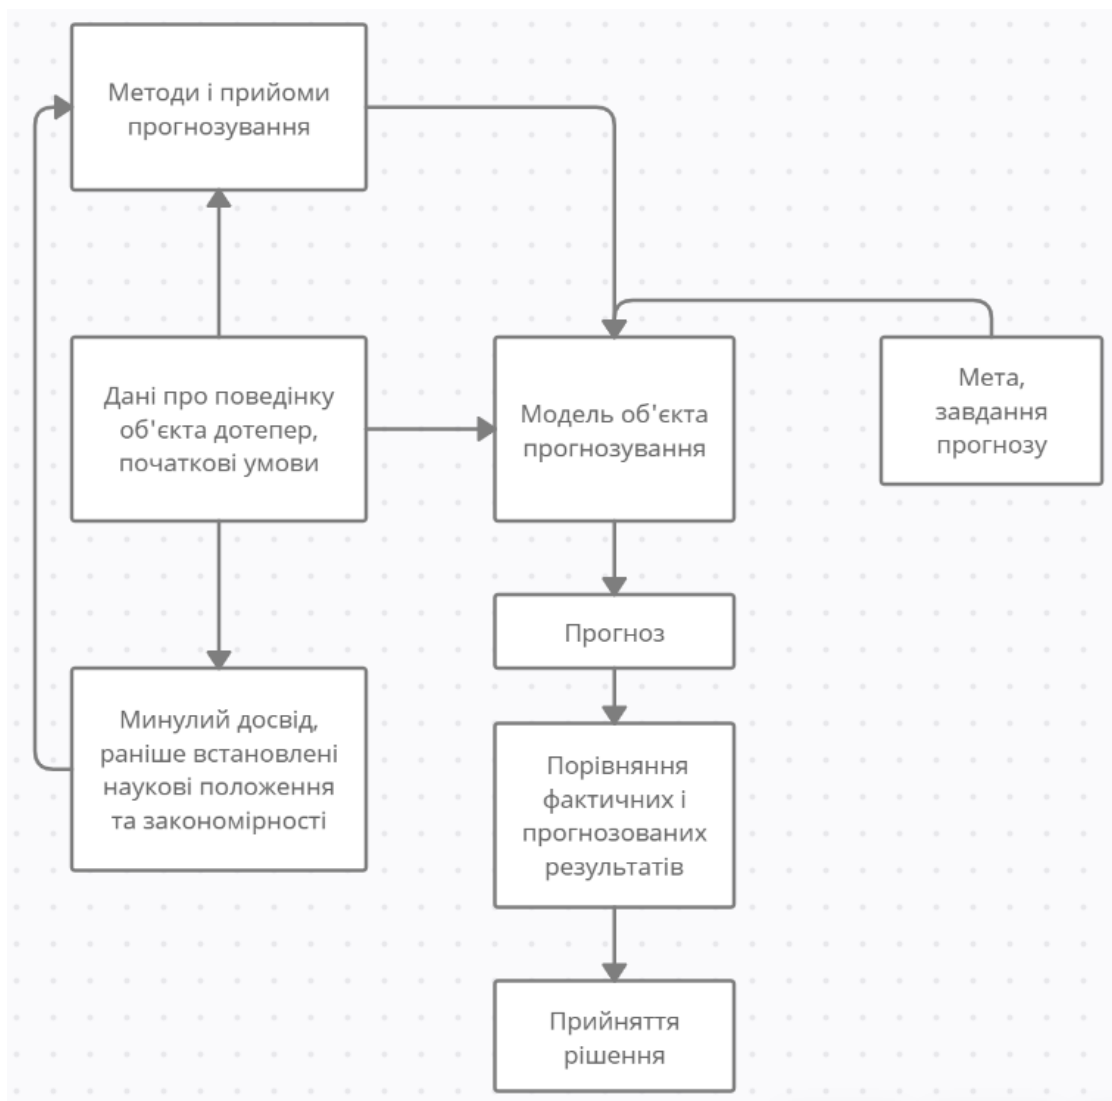 Методи і прийоми
прогнозування
Дані про поведінку
об'єкта дотепер,
початкові умови
Модель об'єкта
прогнозування
Мета,
завдання
прогнозу
Прогноз
Минулий досвід,
раніше встановлені
наукові положення
та закономірності
Порівняння
фактичних і
прогнозованих
результатів
Прийняття
рішення